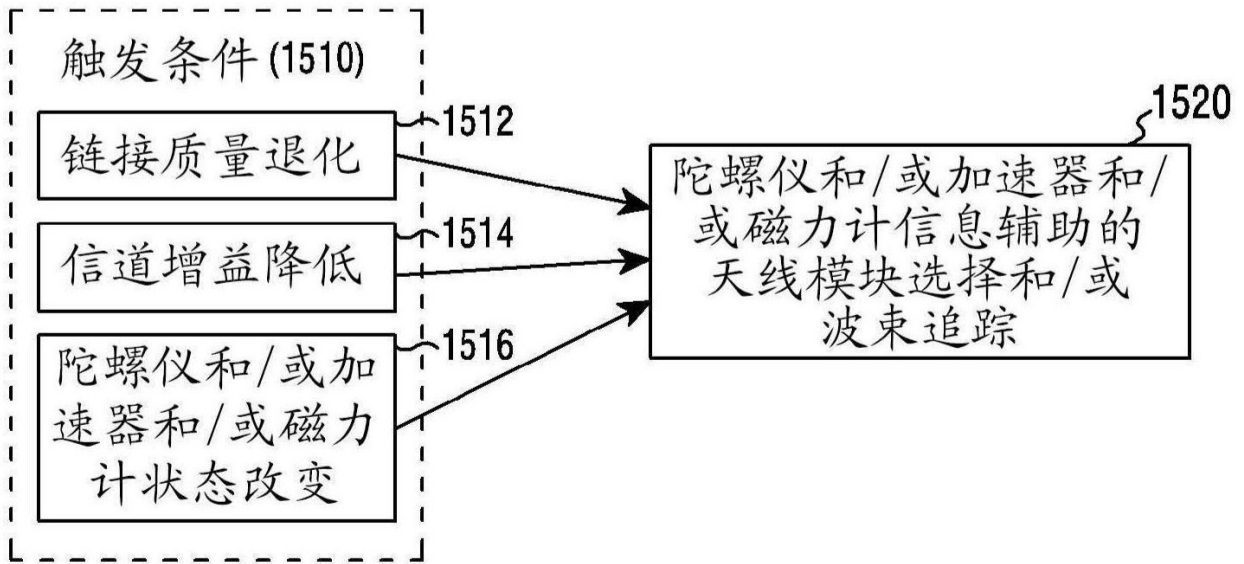 触发条件(1510)
1512
链接质量退化
1514
信道增益降低
1516
陀螺仪和/或加
速器和/或磁力
计状态改变
1520
陀螺仪和/或加速器和/
或磁力计信息辅助的
天线模块选择和/或
波束追踪